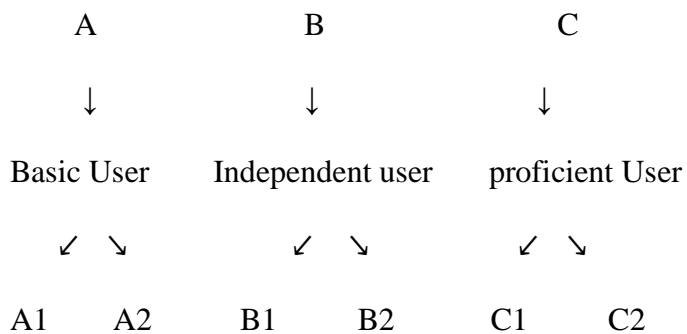 A B C
↓ ↓ ↓
Basic User Independent user proficient User
↙ ↘ ↙ ↘ ↙ ↘
A1 A2 B1 B2 C1 C2